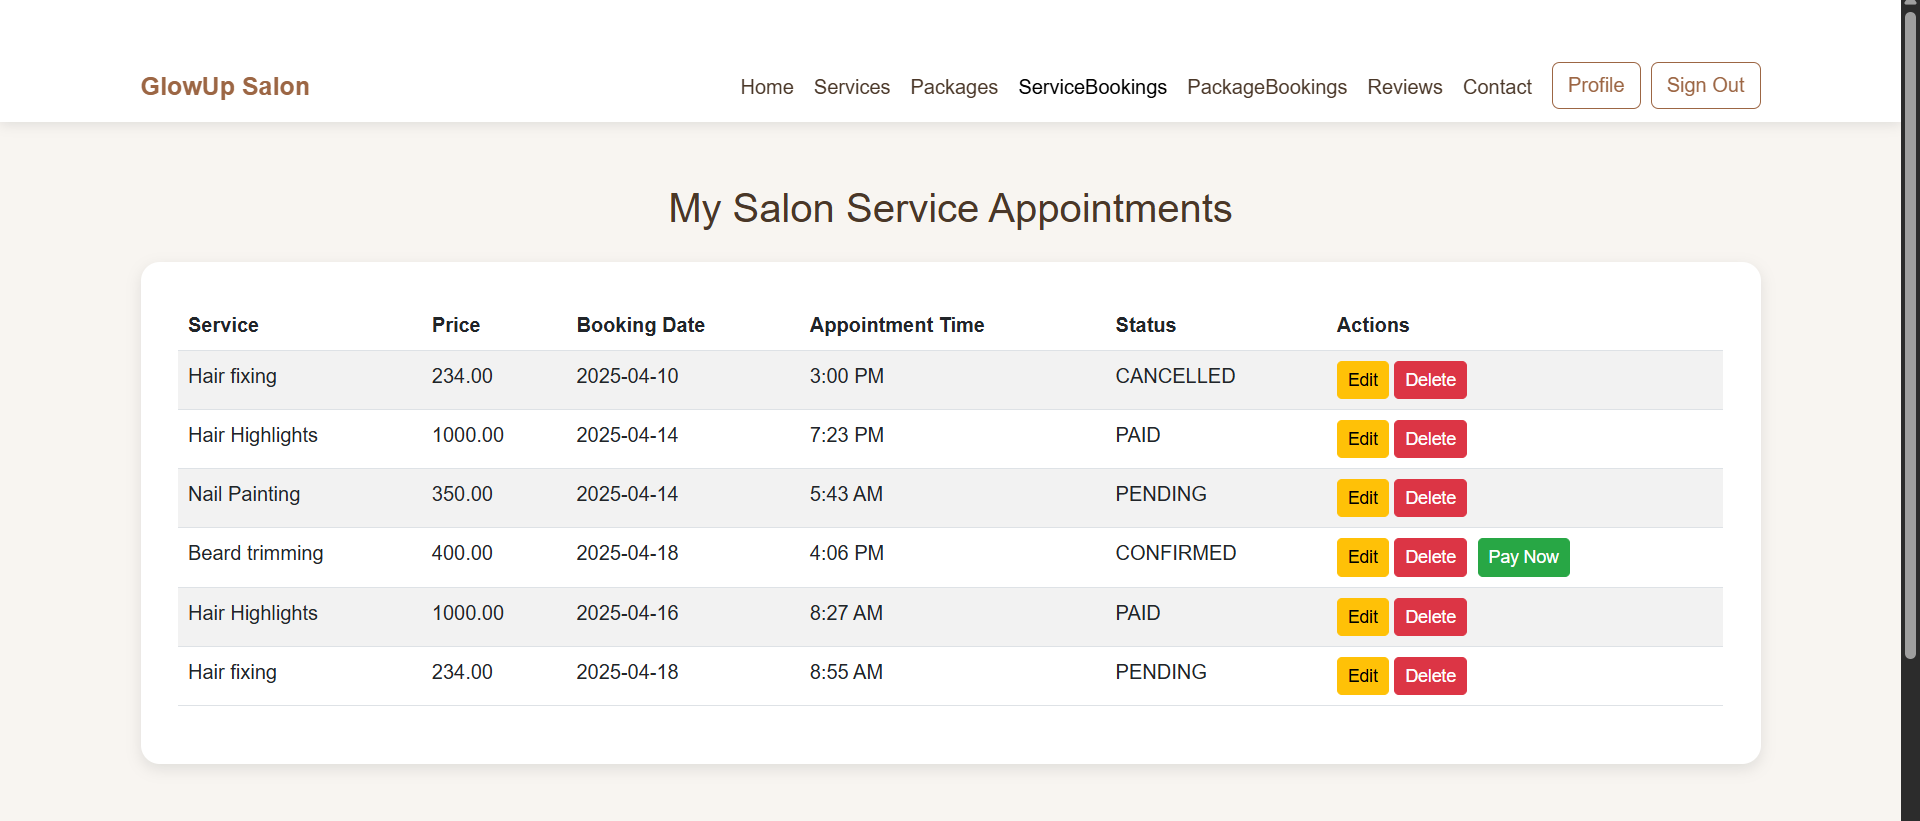 GlowUp Salon Home Services Packages ServiceBookings PackageBookings Reviews Contact Profile Sign Out
My Salon Service Appointments
Service Price Booking Date Appointment Time Status Actions
Hair fixing 234.00 2025-04-10 3:00 PM CANCELLED Edit Delete
Hair Highlights 1000.00 2025-04-14 7:23 PM PAID Edit Delete
Nail Painting 350.00 2025-04-14 5:43 AM PENDING Edit Delete
Beard trimming 400.00 2025-04-18 4:06 PM CONFIRMED Edit Delete Pay Now
Hair Highlights 1000.00 2025-04-16 8:27 AM PAID Edit Delete
Hair fixing 234.00 2025-04-18 8:55 AM PENDING Edit Delete